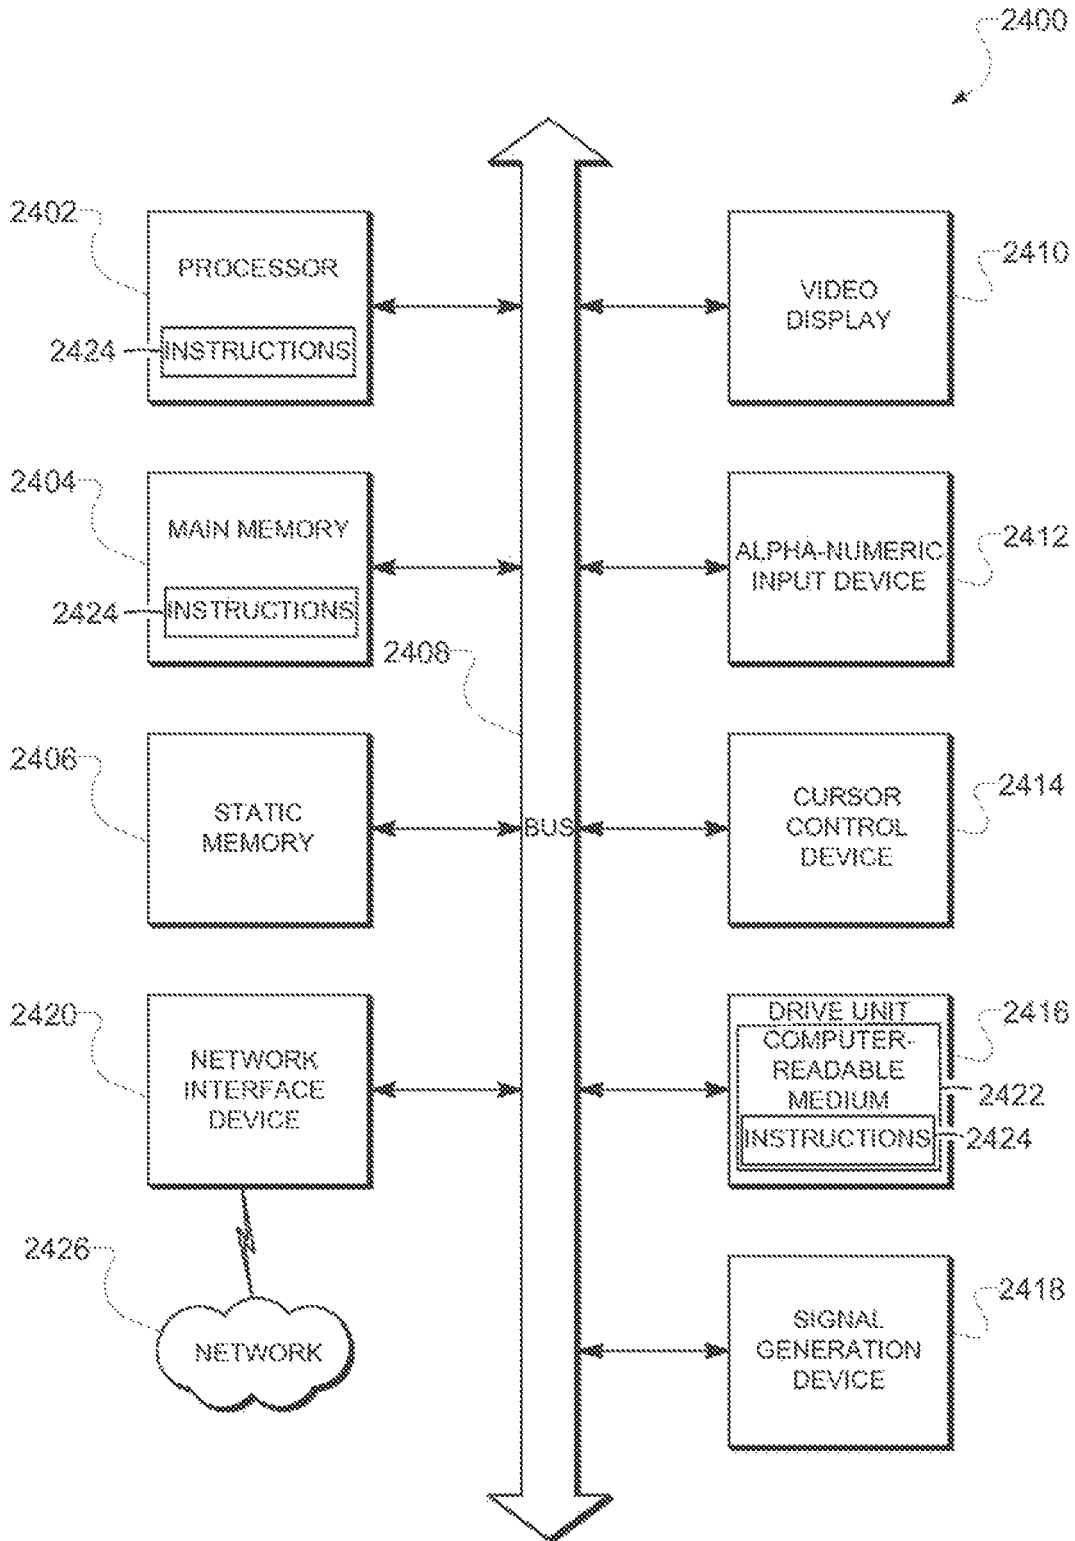 2400
2402
PROCESSOR
2424
INSTRUCTIONS
2410
VIDEO
DISPLAY
2404
MAIN MEMORY
2424
INSTRUCTIONS
2412
ALPHA-NUMERIC
INPUT DEVICE
2408
2406
STATIC
MEMORY
BUS
2414
CURSOR
CONTROL
DEVICE
2420
NETWORK
INTERFACE
DEVICE
2416
DRIVE UNIT
COMPUTER-
READABLE
MEDIUM
2422
INSTRUCTIONS
2424
2426
NETWORK
2418
SIGNAL
GENERATION
DEVICE